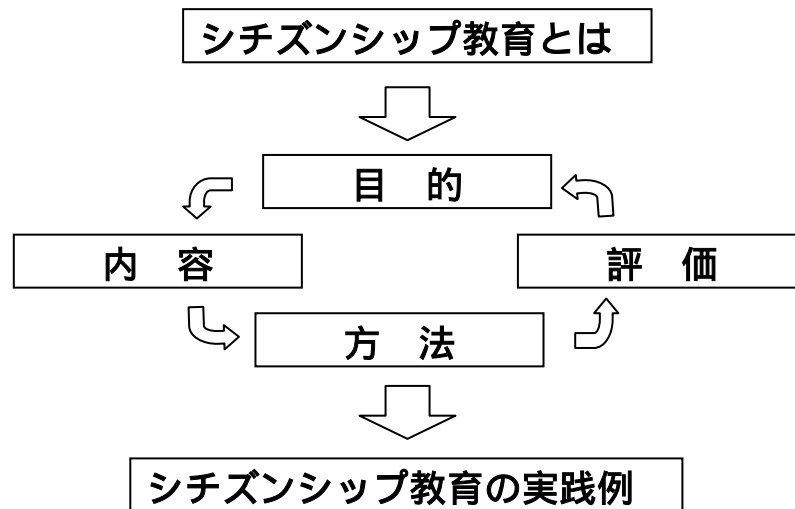 シチズンシップ教育とは
目　的
内　容
評　価
方　法
シチズンシップ教育の実践例